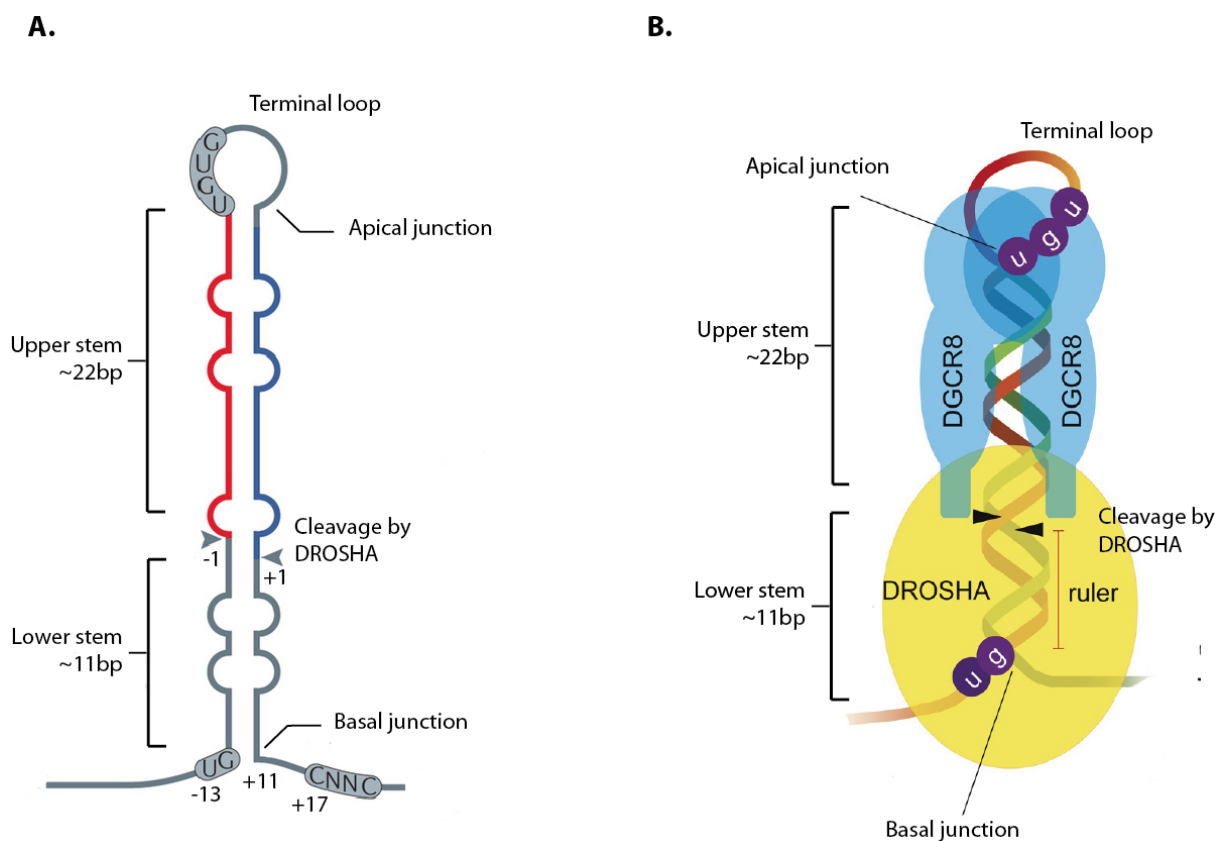 A.
Terminal loop
G
U
G
U
Apical junction
Upper stem
~22bp
Cleavage by
DROSHA
-1
+1
Lower stem
~11bp
Basal junction
UG
CNNC
-13
+11
+17
B.
Terminal loop
Apical junction
u
g
u
Upper stem
~22bp
DGCR8
DGCR8
Cleavage by
DROSHA
Lower stem
~11bp
DROSHA
ruler
g
u
Basal junction